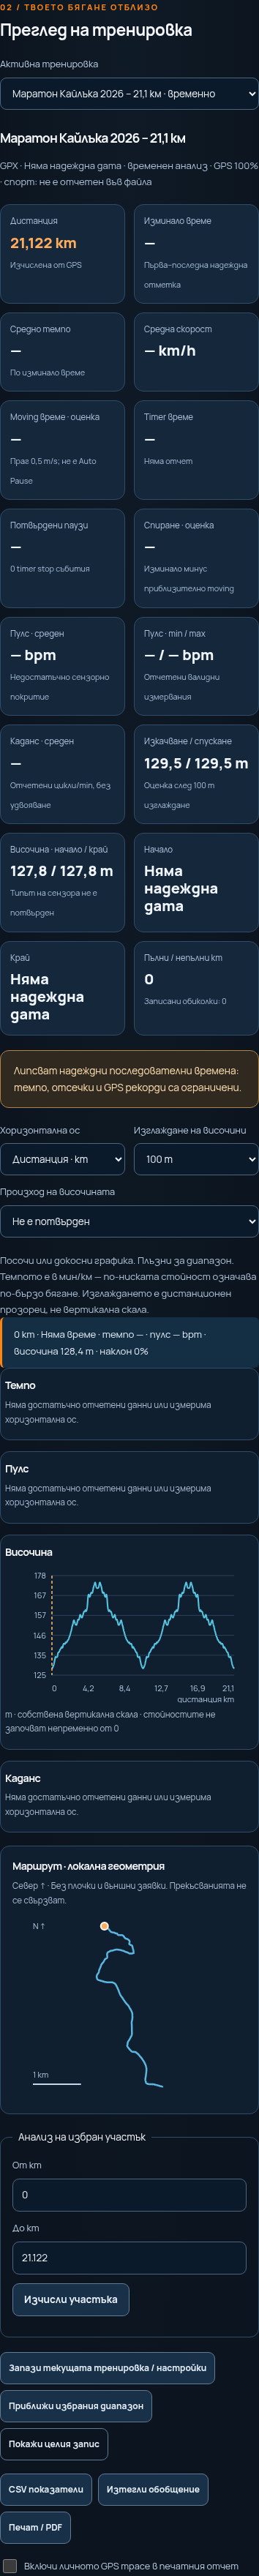 02 / ТВОЕТО БЯГАНЕ ОТБЛИЗО
Преглед на тренировка
Активна тренировка
Маратон Кайлъка 2026 – 21,1 km · временно
Маратон Кайлъка 2026 – 21,1 km
GPX · Няма надеждна дата · временен анализ · GPS 100%
· спорт: не е отчетен във файла
Дистанция
21,122 km
Изчислена от GPS
Изминало време
—
Първа–последна надеждна
отметка
Средно темпо
—
По изминало време
Средна скорост
— km/h
Moving време · оценка
—
Праг 0,5 m/s; не е Auto
Pause
Timer време
—
Няма отчет
Потвърдени паузи
—
0 timer stop събития
Спиране · оценка
—
Изминало минус
приблизително moving
Пулс · среден
— bpm
Недостатъчно сензорно
покритие
Пулс · min / max
— / — bpm
Отчетени валидни
измервания
Каданс · среден
—
Отчетени цикли/min, без
удвояване
Изкачване / спускане
129,5 / 129,5 m
Оценка след 100 m
изглаждане
Височина · начало / край
127,8 / 127,8 m
Типът на сензора не е
потвърден
Начало
Няма
надеждна
дата
Край
Няма
надеждна
дата
Пълни / непълни km
0
Записани обиколки: 0
Липсват надеждни последователни времена:
темпо, отсечки и GPS рекорди са ограничени.
Хоризонтална ос
Дистанция · km
Изглаждане на височини
100 m
Произход на височината
Не е потвърден
Посочи или докосни графика. Плъзни за диапазон.
Темпото е в мин/км — по-ниската стойност означава
по-бързо бягане. Изглеждането е дистанционен
прозорец, не вертикална скала.
0 km · Няма време · темпо — · пулс — bpm ·
височина 128,4 m · наклон 0%
Темпо
Няма достатъчно отчетени данни или измерима
хоризонтална ос.
Пулс
Няма достатъчно отчетени данни или измерима
хоризонтална ос.
Височина
178
167
157
146
135
125
0 4,2 8,4 12,7 16,9 21,1
дистанция km
m · собствена вертикална скала · стойностите не
започват непременно от 0
Каданс
Няма достатъчно отчетени данни или измерима
хоризонтална ос.
Маршрут · локална геометрия
Север ↑ · Без плочки и външни заявки. Прекъсванията не
се свързват.
N ↑
1 km
Анализ на избран участък
От km
0
До km
21.122
Изчисли участъка
Запази текущата тренировка / настройки
Приближи избрания диапазон
Покажи целия запис
CSV показатели
Изтегли обобщение
Печат / PDF
Включи личното GPS трасе в печатния отчет